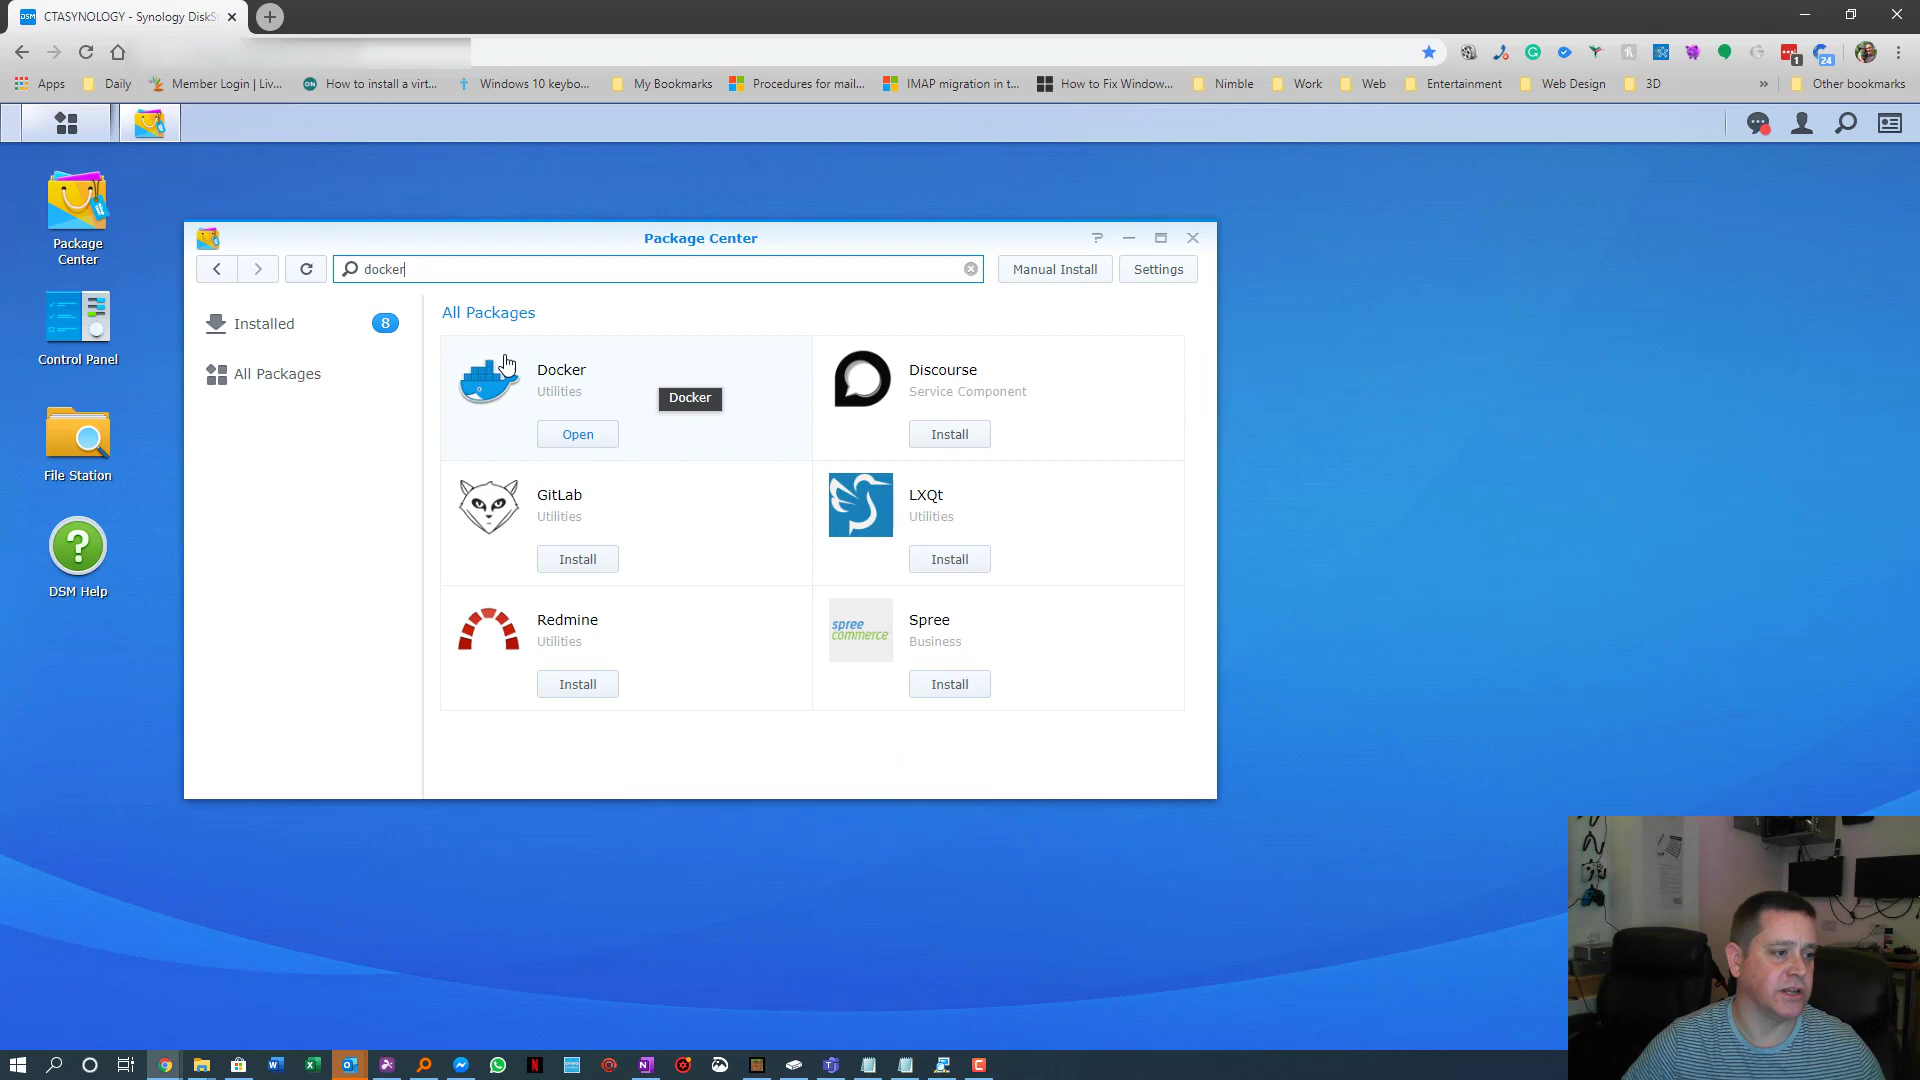 CTASYNOLOGY - Synology DiskS
Apps
Daily
Member Login | Liv...
How to install a virt...
Windows 10 keybo...
My Bookmarks
Procedures for mail...
IMAP migration in t...
How to Fix Window...
Nimble
Work
Web
Entertainment
Web Design
3D
»
Other bookmarks
1
24
Package Center
Control Panel
File Station
DSM Help
Package Center
docker
Manual Install
Settings
Installed
8
All Packages
All Packages
Docker
Utilities
Docker
Open
Discourse
Service Component
Install
GitLab
Utilities
Install
LXQt
Utilities
Install
Redmine
Utilities
Install
spree commerce
Spree
Business
Install